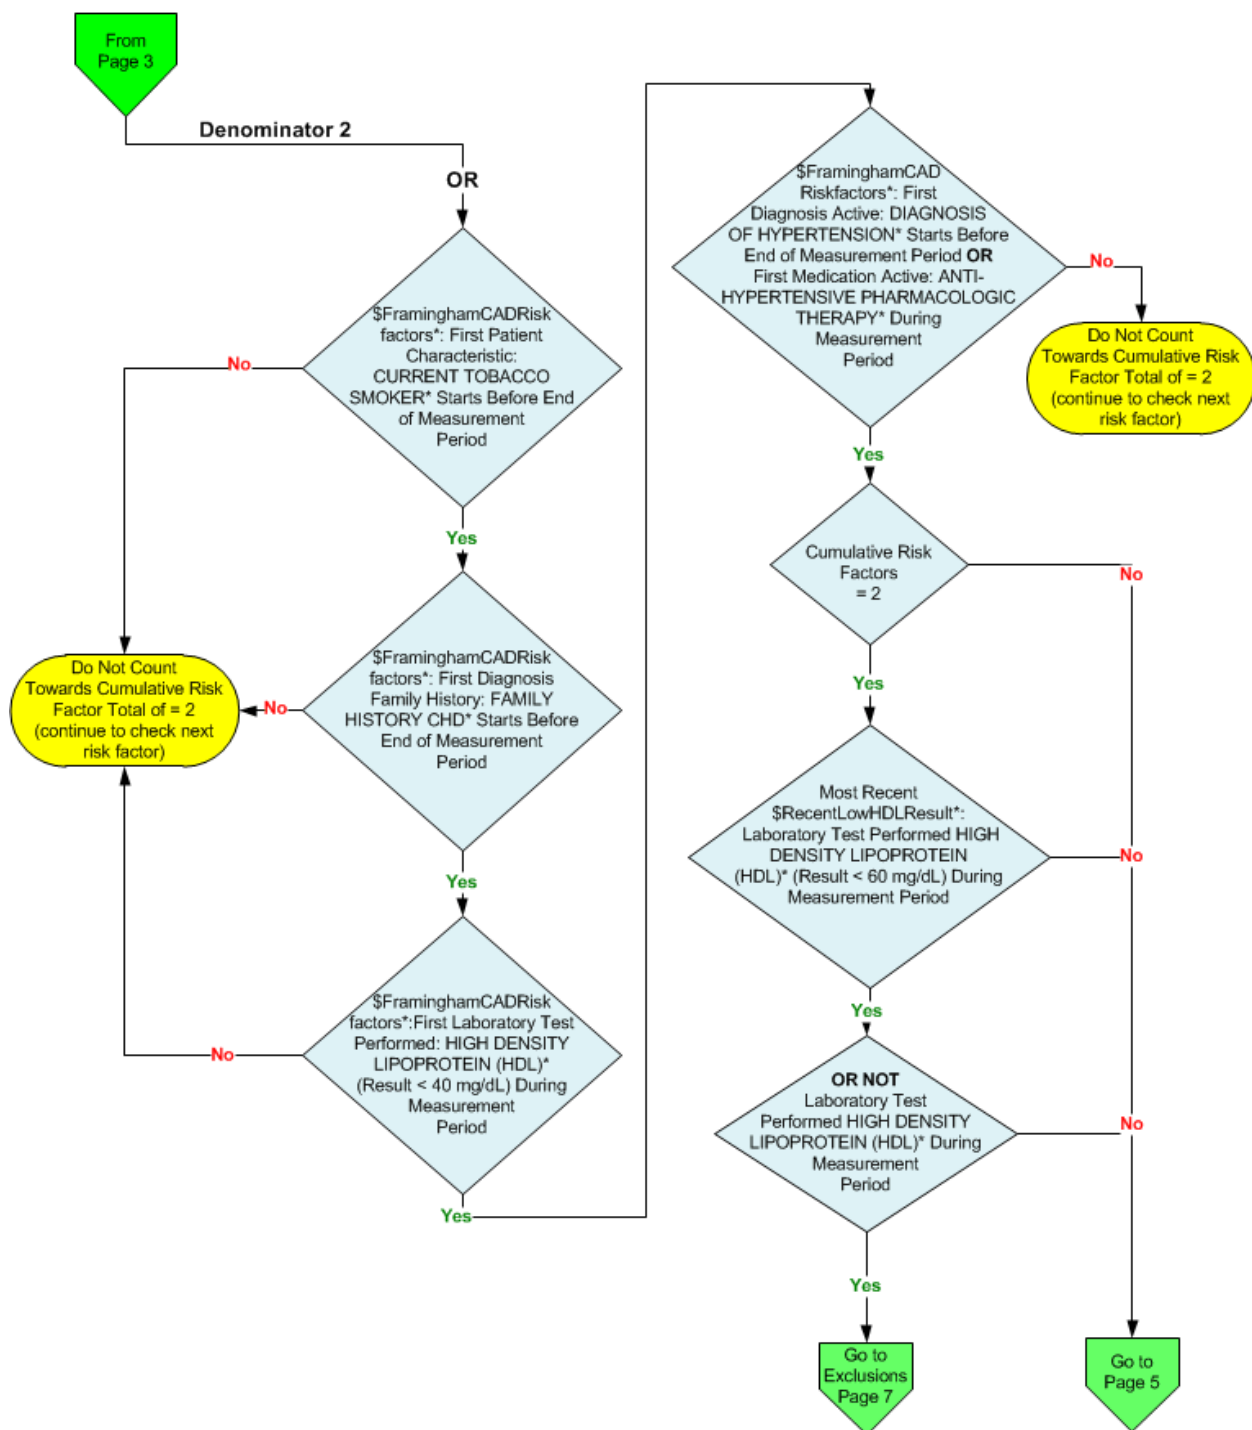 From
Page 3
Denominator 2
OR
$FraminghamCADRisk
factors*: First Patient
Characteristic:
CURRENT TOBACCO
SMOKER* Starts Before End
of Measurement
Period
No
Yes
$FraminghamCADRisk
factors*: First Diagnosis
Family History: FAMILY
HISTORY CHD* Starts Before
End of Measurement
Period
No
Do Not Count
Towards Cumulative Risk
Factor Total of = 2
(continue to check next
risk factor)
Yes
$FraminghamCADRisk
factors*:First Laboratory Test
Performed: HIGH DENSITY
LIPOPROTEIN (HDL)*
(Result < 40 mg/dL) During
Measurement
Period
No
Yes
$FraminghamCAD
Riskfactors*: First
Diagnosis Active: DIAGNOSIS
OF HYPERTENSION* Starts Before
End of Measurement Period OR
First Medication Active: ANTI-
HYPERTENSIVE PHARMACOLOGIC
THERAPY* During
Measurement
Period
No
Do Not Count
Towards Cumulative Risk
Factor Total of = 2
(continue to check next
risk factor)
Yes
Cumulative Risk
Factors
= 2
No
Yes
Most Recent
$RecentLowHDLResult*:
Laboratory Test Performed HIGH
DENSITY LIPOPROTEIN
(HDL)* (Result < 60 mg/dL) During
Measurement Period
No
Yes
OR NOT
Laboratory Test
Performed HIGH DENSITY
LIPOPROTEIN (HDL)* During
Measurement
Period
No
Yes
Go to
Exclusions
Page 7
Go to
Page 5